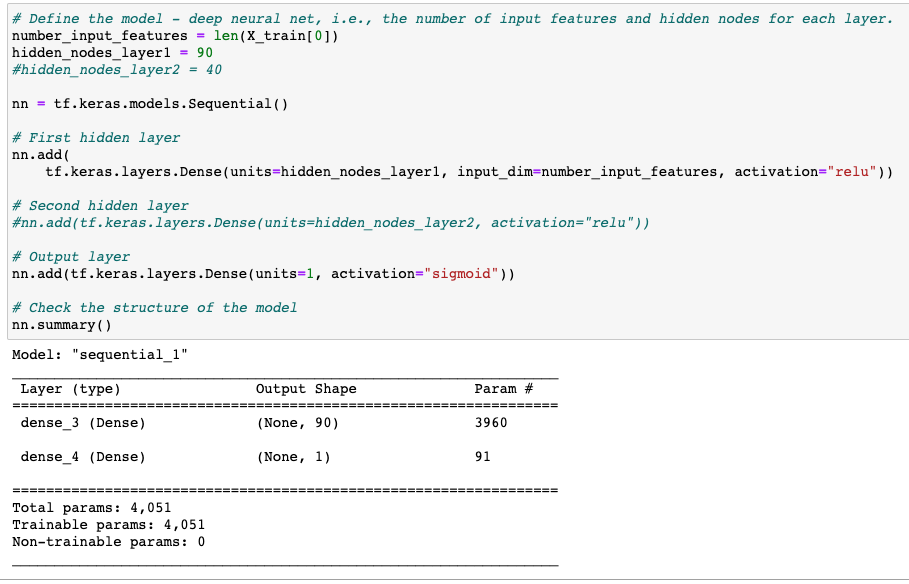 # Define the model - deep neural net, i.e., the number of input features and hidden nodes for each layer.
number_input_features = len(X_train[0])
hidden_nodes_layer1 = 90
#hidden_nodes_layer2 = 40
nn = tf.keras.models.Sequential()
# First hidden layer
nn.add(
    tf.keras.layers.Dense(units=hidden_nodes_layer1, input_dim=number_input_features, activation="relu"))
# Second hidden layer
#nn.add(tf.keras.layers.Dense(units=hidden_nodes_layer2, activation="relu"))
# Output layer
nn.add(tf.keras.layers.Dense(units=1, activation="sigmoid"))
# Check the structure of the model
nn.summary()
Model: "sequential_1"
Layer (type) Output Shape Param #
dense_3 (Dense) (None, 90) 3960
dense_4 (Dense) (None, 1) 91
Total params: 4,051
Trainable params: 4,051
Non-trainable params: 0